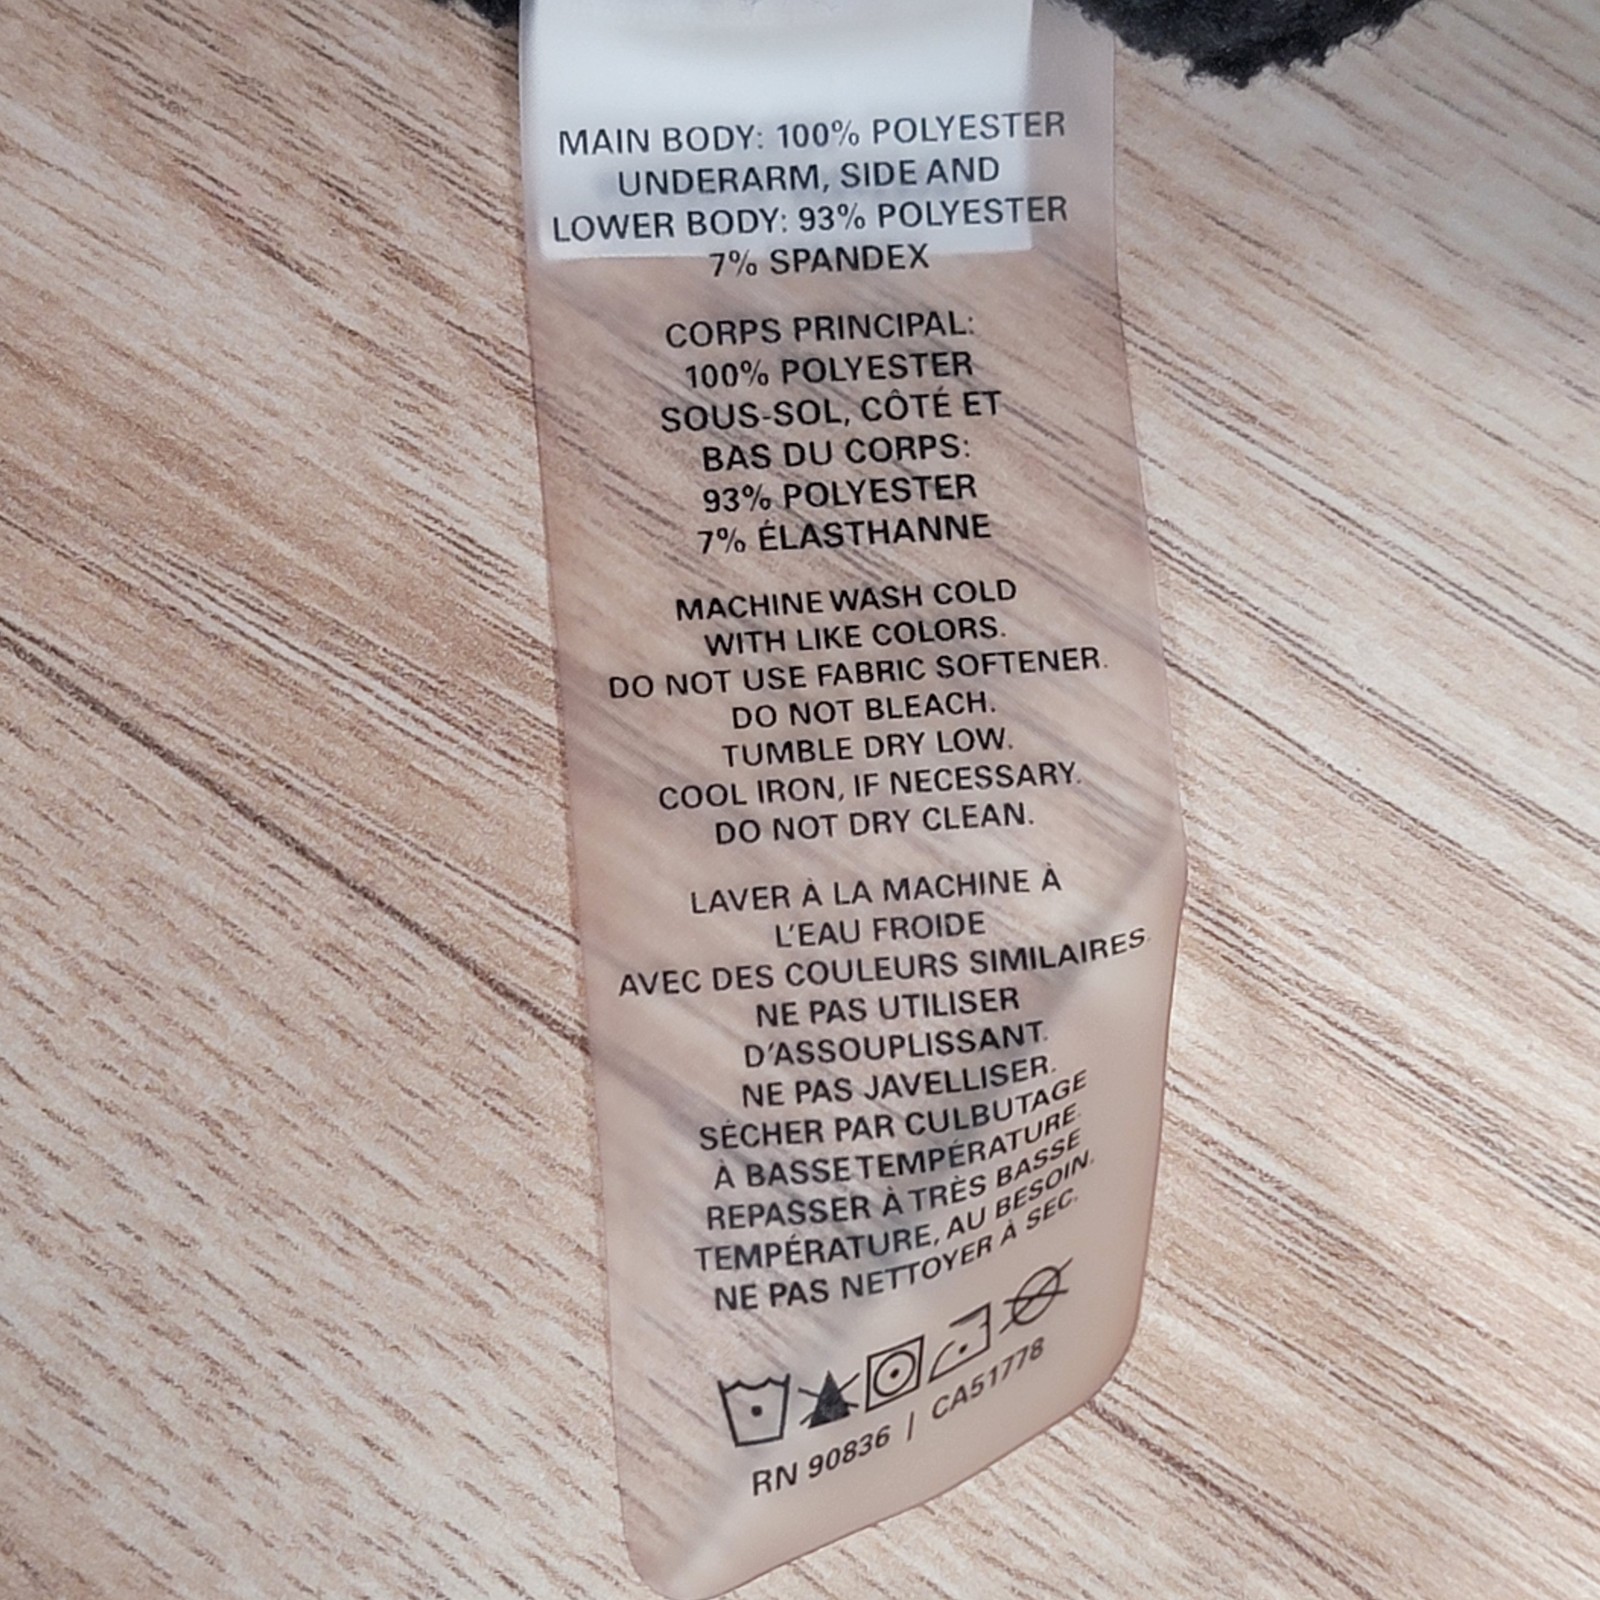 MAIN BODY: 100% POLYESTER
UNDERARM, SIDE AND
LOWER BODY: 93% POLYESTER
7% SPANDEX
CORPS PRINCIPAL:
100% POLYESTER
SOUS-SOL, CÔTÉ ET
BAS DU CORPS:
93% POLYESTER
7% ÉLASTHANNE
MACHINE WASH COLD
WITH LIKE COLORS.
DO NOT USE FABRIC SOFTENER.
DO NOT BLEACH.
TUMBLE DRY LOW.
COOL IRON, IF NECESSARY.
DO NOT DRY CLEAN.
LAVER À LA MACHINE À
L'EAU FROIDE
AVEC DES COULEURS SIMILAIRES.
NE PAS UTILISER
D'ASSOUPLISSANT.
NE PAS JAVELLISER.
SÉCHER PAR CULBUTAGE
À BASSE TEMPÉRATURE.
REPASSER À TRÈS BASSE
TEMPÉRATURE, AU BESOIN.
NE PAS NETTOYER À SEC.
RN 90836 | CA51778